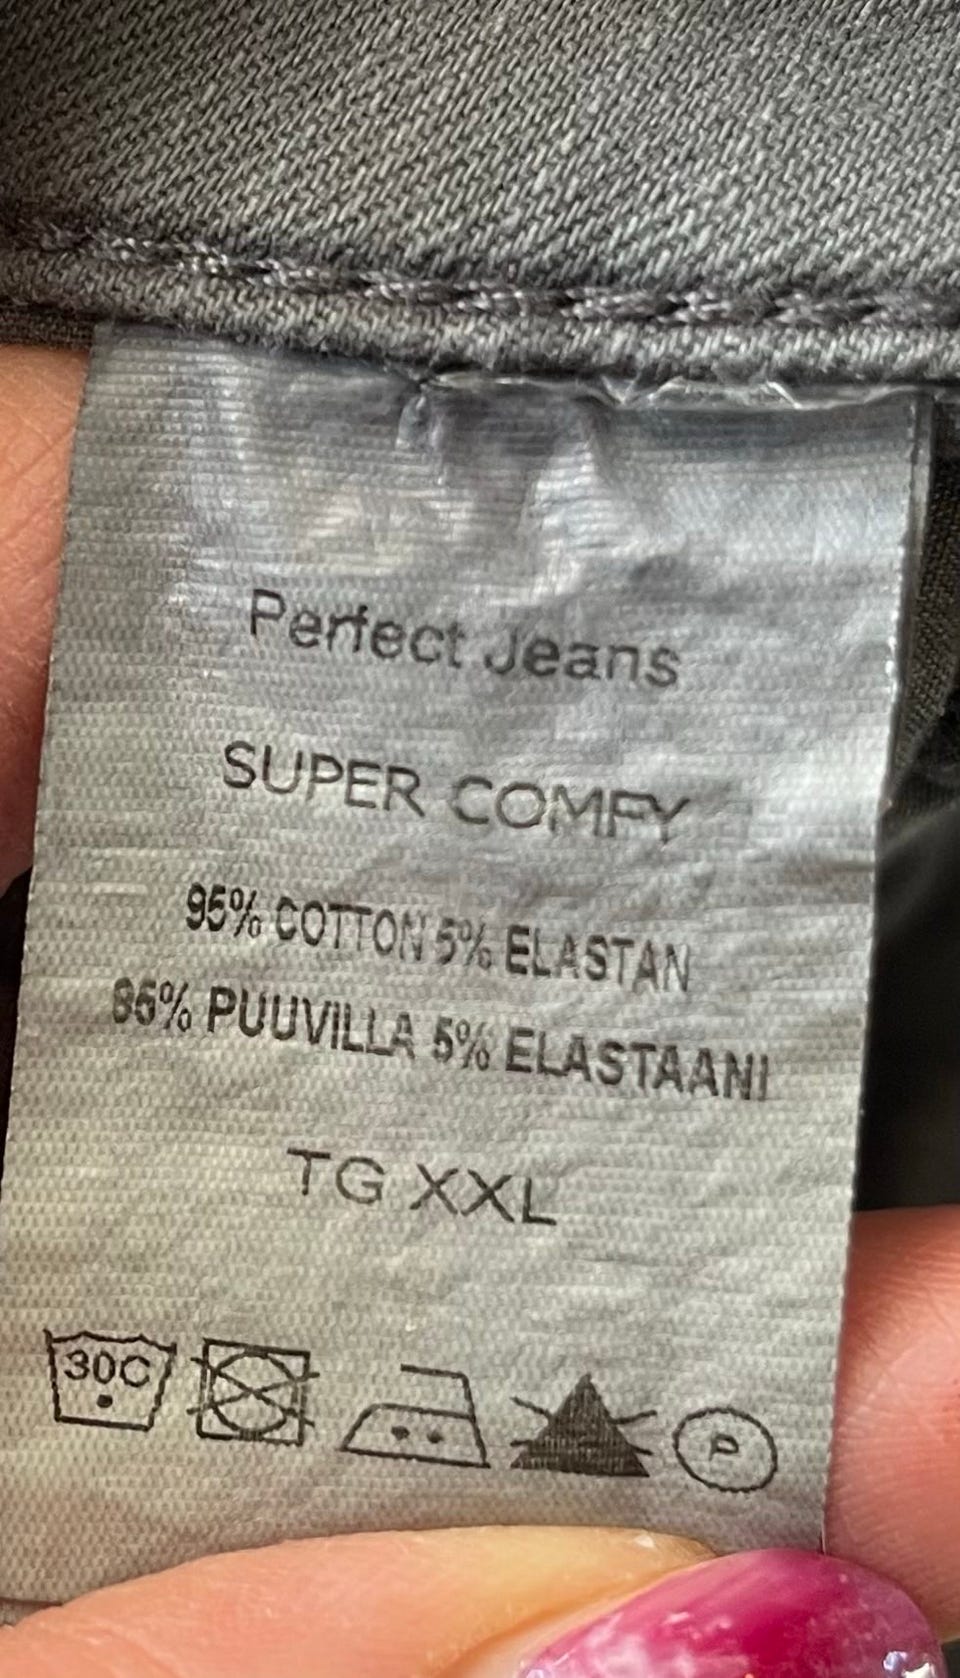 Perfect Jeans
SUPER COMFY
95% COTTON 5% ELASTAN
95% PUUVILLA 5% ELASTAANI
TG XXL
30C
P